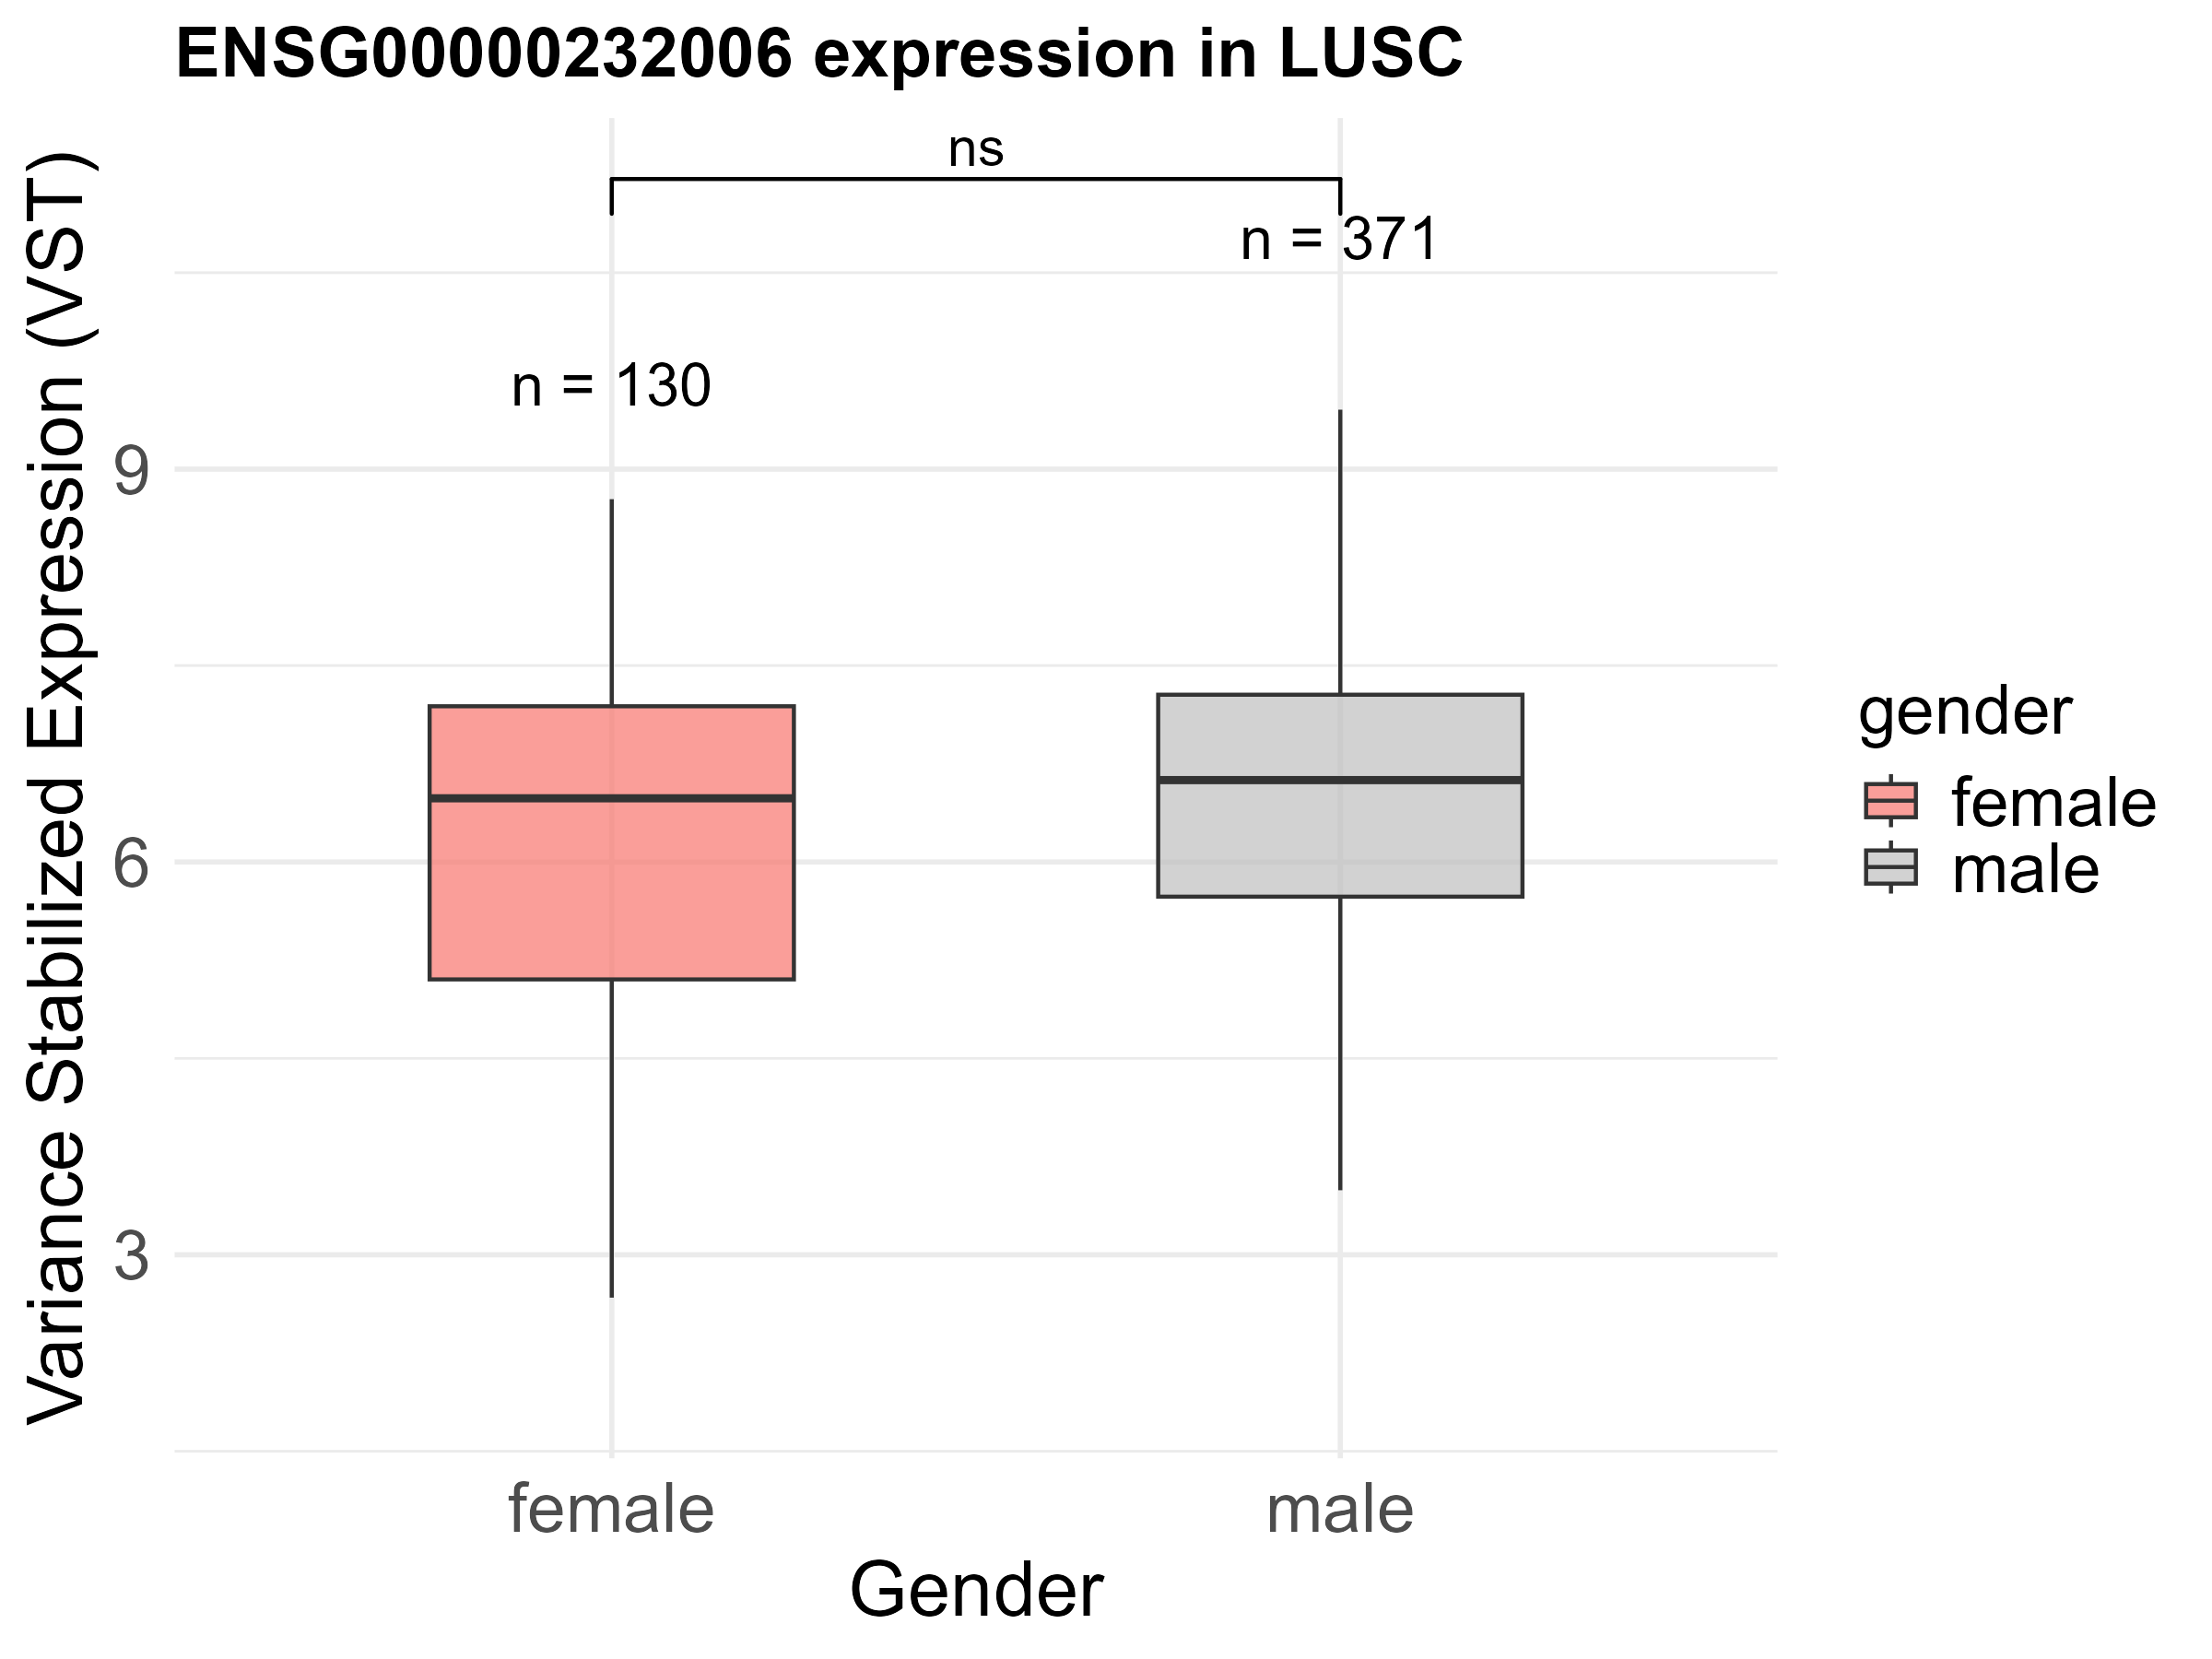 ENSG00000232006 expression in LUSC
ns
n = 371
n = 130
Variance Stabilized Expression (VST)
9
6
3
female
male
Gender
gender
female
male